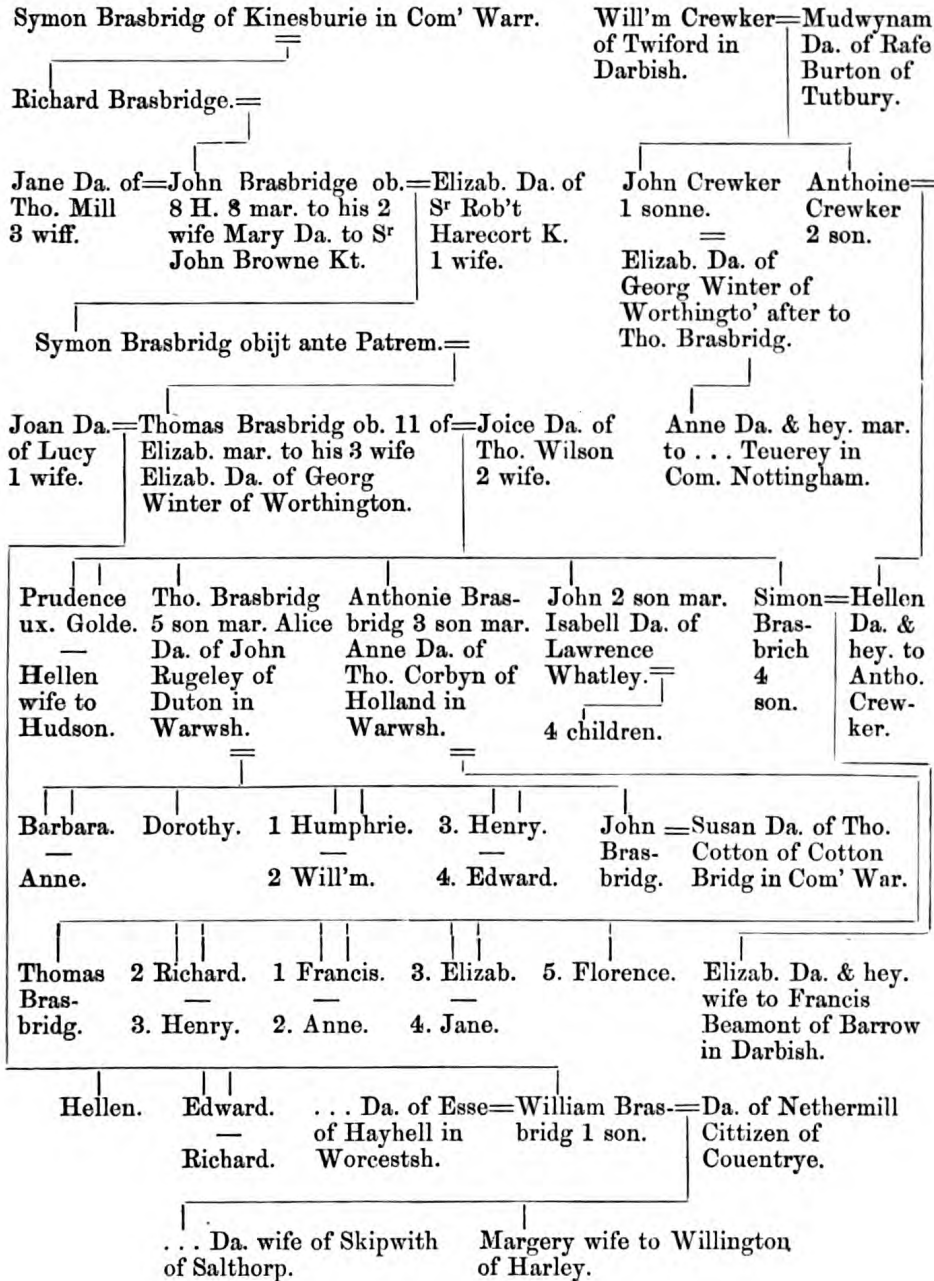 Symon Brasbridg of Kinesburie in Com' Warr.
Will'm Crewker=Mudwynam
of Twiford in Da. of Rafe
Darbish. Burton of
Tutbury.
Richard Brasbridge.=
Jane Da. of=John Brasbridge ob.=Elizab. Da. of
Tho. Mill 8 H. 8 mar. to his 2 Sr Rob't
3 wiff. wife Mary Da. to Sr Harecort K.
John Browne Kt. 1 wife.
John Crewker Anthoine=
1 sonne. Crewker
= 2 son.
Elizab. Da. of
Georg Winter of
Worthingto' after to
Tho. Brasbridg.
Symon Brasbridg obijt ante Patrem.=
Joan Da.=Thomas Brasbridg ob. 11 of=Joice Da. of
of Lucy Elizab. mar. to his 3 wife Tho. Wilson
1 wife. Elizab. Da. of Georg 2 wife.
Winter of Worthington.
Anne Da. & hey. mar.
to . . . Teuerey in
Com. Nottingham.
Prudence Tho. Brasbridg Anthonie Bras- John 2 son mar. Simon=Hellen
ux. Golde. 5 son mar. Alice bridg 3 son mar. Isabell Da. of Bras- Da. &
— Da. of John Anne Da. of Lawrence brich hey. to
Hellen Rugeley of Tho. Corbyn of Whatley.= 4 Antho.
wife to Duton in Holland in son. Crew-
Hudson. Warwsh. Warwsh. 4 children. ker.
Barbara. Dorothy. 1 Humphrie. 3. Henry. John =Susan Da. of Tho.
— — — Bras- Cotton of Cotton
Anne. 2 Will'm. 4. Edward. bridg. Bridg in Com' War.
Thomas 2 Richard. 1 Francis. 3. Elizab. 5. Florence. Elizab. Da. & hey.
Bras- — — — wife to Francis
bridg. 3. Henry. 2. Anne. 4. Jane. Beamont of Barrow
in Darbish.
Hellen. Edward. . . . Da. of Esse=William Bras-=Da. of Nethermill
— of Hayhell in bridg 1 son. Cittizen of
Richard. Worcestsh. Couentrye.
. . . Da. wife of Skipwith Margery wife to Willington
of Salthorp. of Harley.